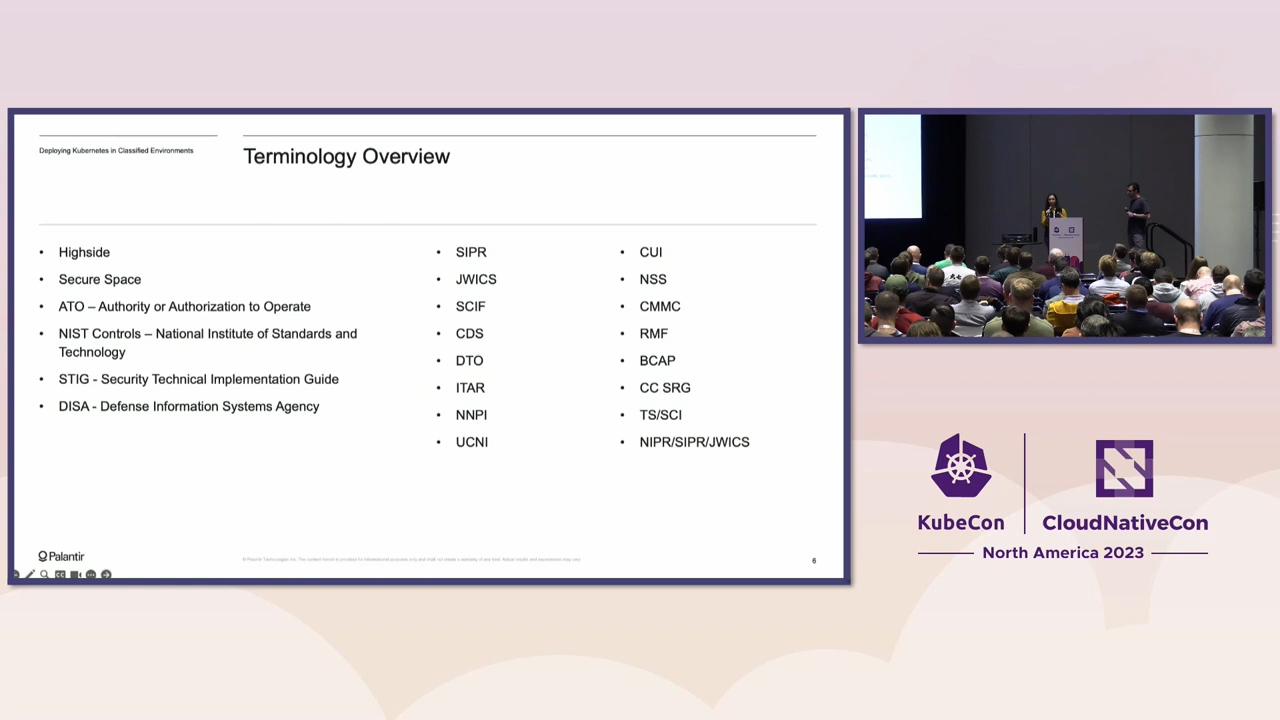 Deploying Kubernetes in Classified Environments
Terminology Overview
• Highside
• Secure Space
• ATO – Authority or Authorization to Operate
• NIST Controls – National Institute of Standards and
Technology
• STIG - Security Technical Implementation Guide
• DISA - Defense Information Systems Agency
• SIPR
• JWICS
• SCIF
• CDS
• DTO
• ITAR
• NNPI
• UCNI
• CUI
• NSS
• CMMC
• RMF
• BCAP
• CC SRG
• TS/SCI
• NIPR/SIPR/JWICS
Palantir
6
KubeCon
CloudNativeCon
North America 2023